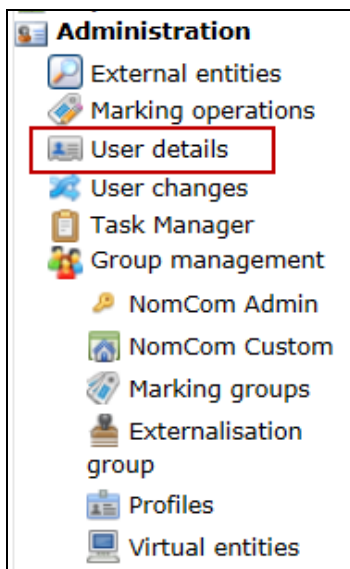 Administration
External entities
Marking operations
User details
User changes
Task Manager
Group management
NomCom Admin
NomCom Custom
Marking groups
Externalisation
group
Profiles
Virtual entities